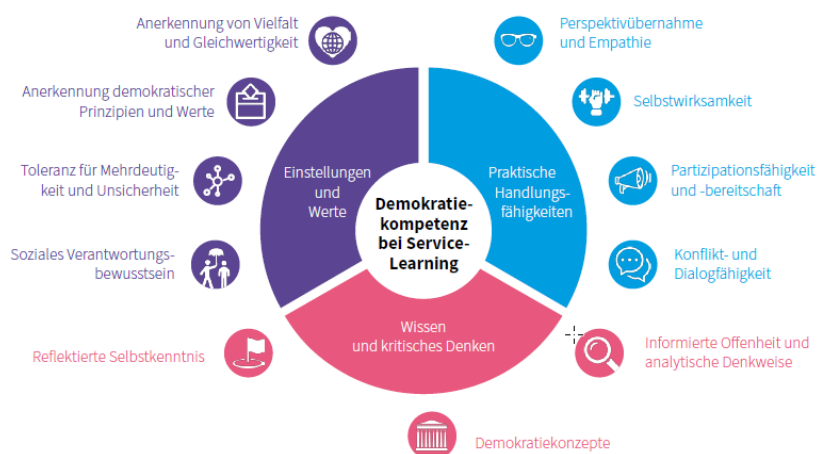 Anerkennung von Vielfalt
und Gleichwertigkeit
Perspektivübernahme
und Empathie
Anerkennung demokratischer
Prinzipien und Werte
Selbstwirksamkeit
Toleranz für Mehrdeutig-
keit und Unsicherheit
Einstellungen
und
Werte
Praktische
Handlungs-
fähigkeiten
Partizipationsfähigkeit
und -bereitschaft
Demokratie-
kompetenz
bei Service-
Learning
Soziales Verantwortungs-
bewusstsein
Konflikt- und
Dialogfähigkeit
Wissen
und kritisches Denken
Reflektierte Selbstkenntnis
Informierte Offenheit und
analytische Denkweise
Demokratiekonzepte